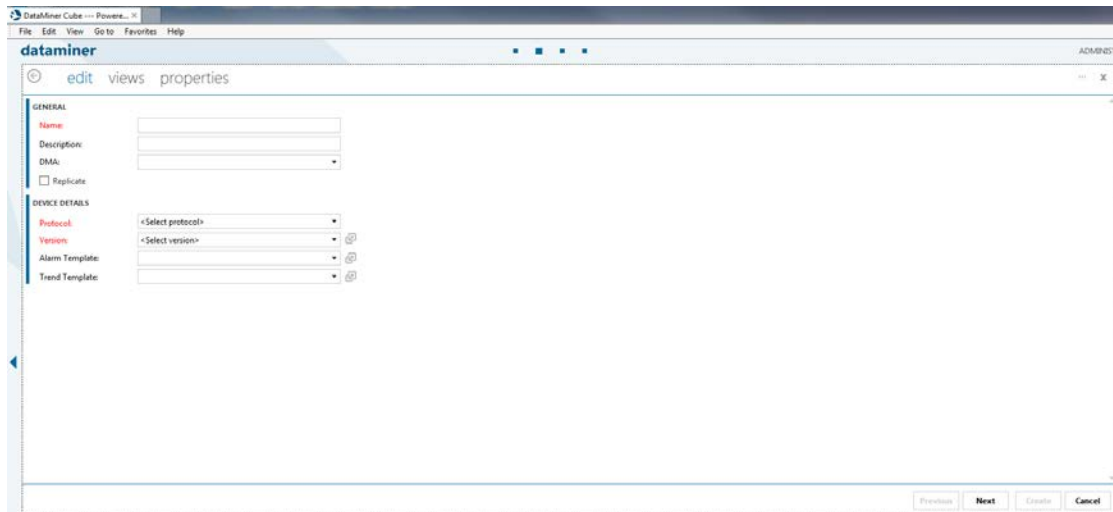 DataMiner Cube --- Powere...
File Edit View Go to Favorites Help
dataminer
ADMINIS
edit views properties
... X
GENERAL
Name:
Description:
DMA:
Replicate
DEVICE DETAILS
Protocol: <Select protocol>
Version: <Select version>
Alarm Template:
Trend Template:
Previous Next Create Cancel